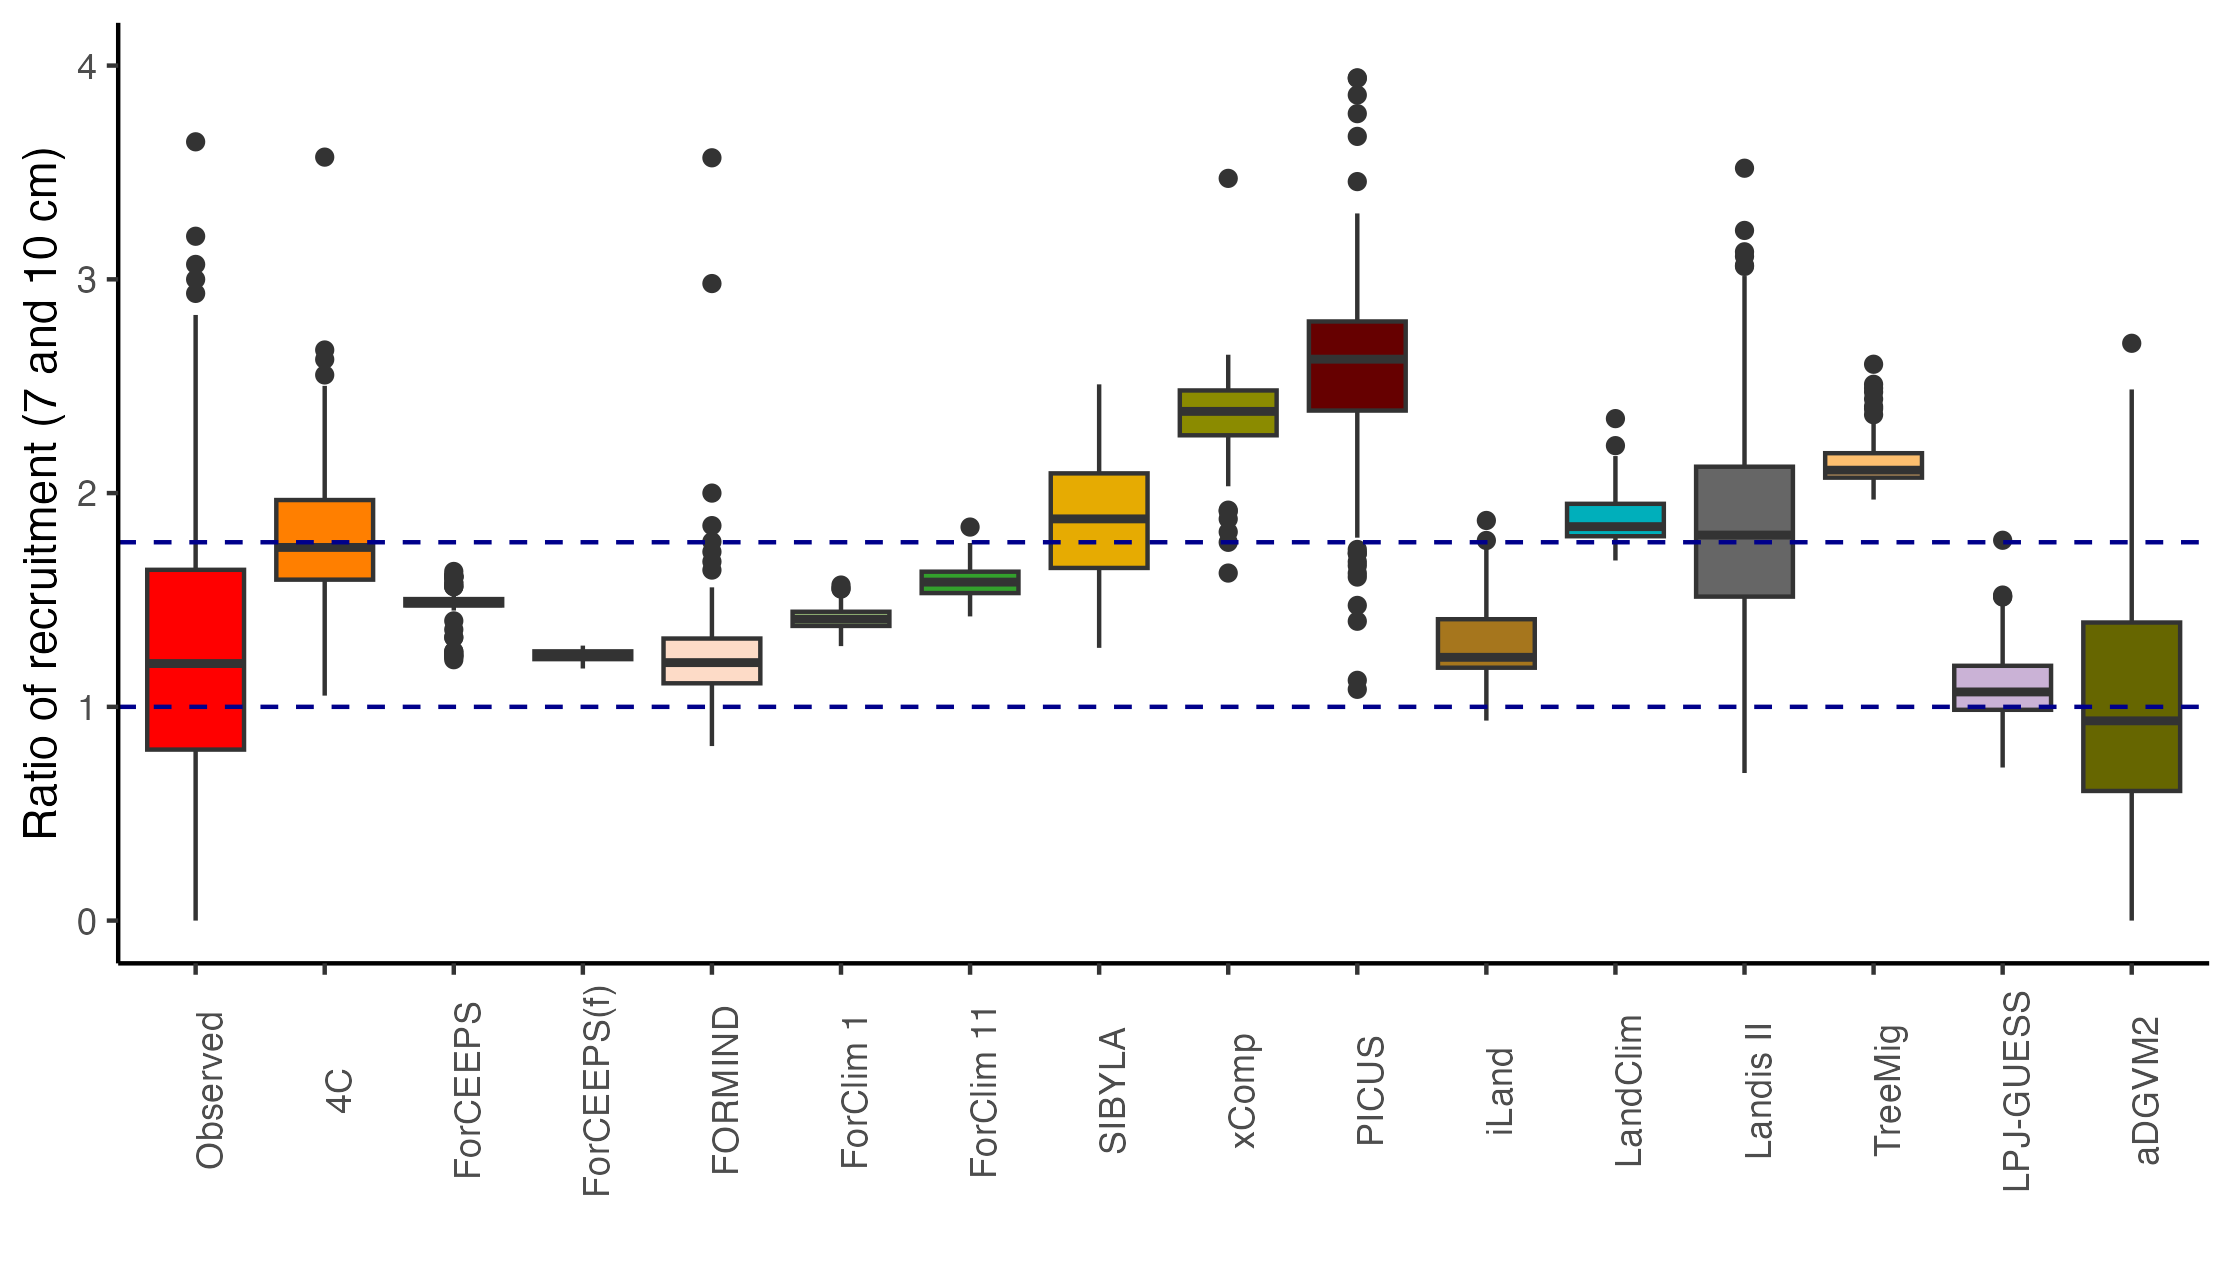 Ratio of recruitment (7 and 10 cm)
4
3
2
1
0
Observed
4C
ForCEEPS
ForCEEPS(f)
FORMIND
ForClim 1
ForClim 11
SIBYLA
xComp
PICUS
iLand
LandClim
Landis II
TreeMig
LPJ-GUESS
aDGVM2